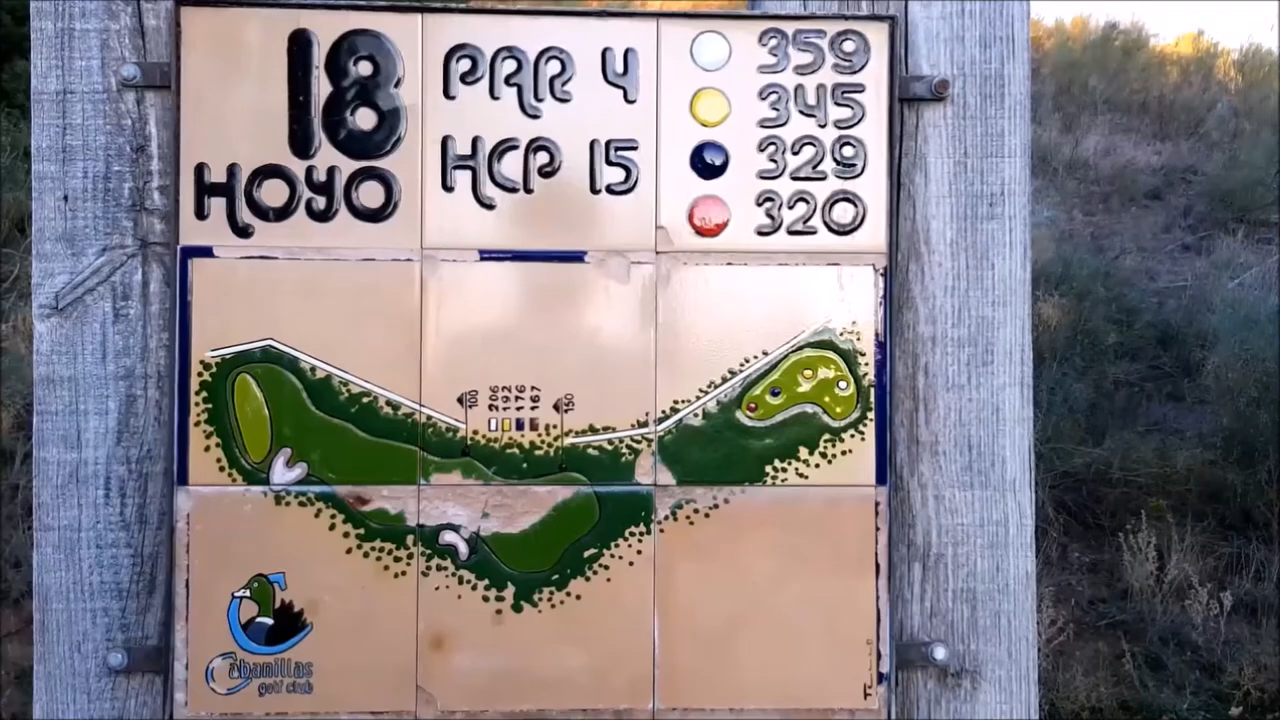 18
HOYO
PAR 4
HCP 15
359
345
329
320
100
206
192
176
167
150
Cabanillas
golf club